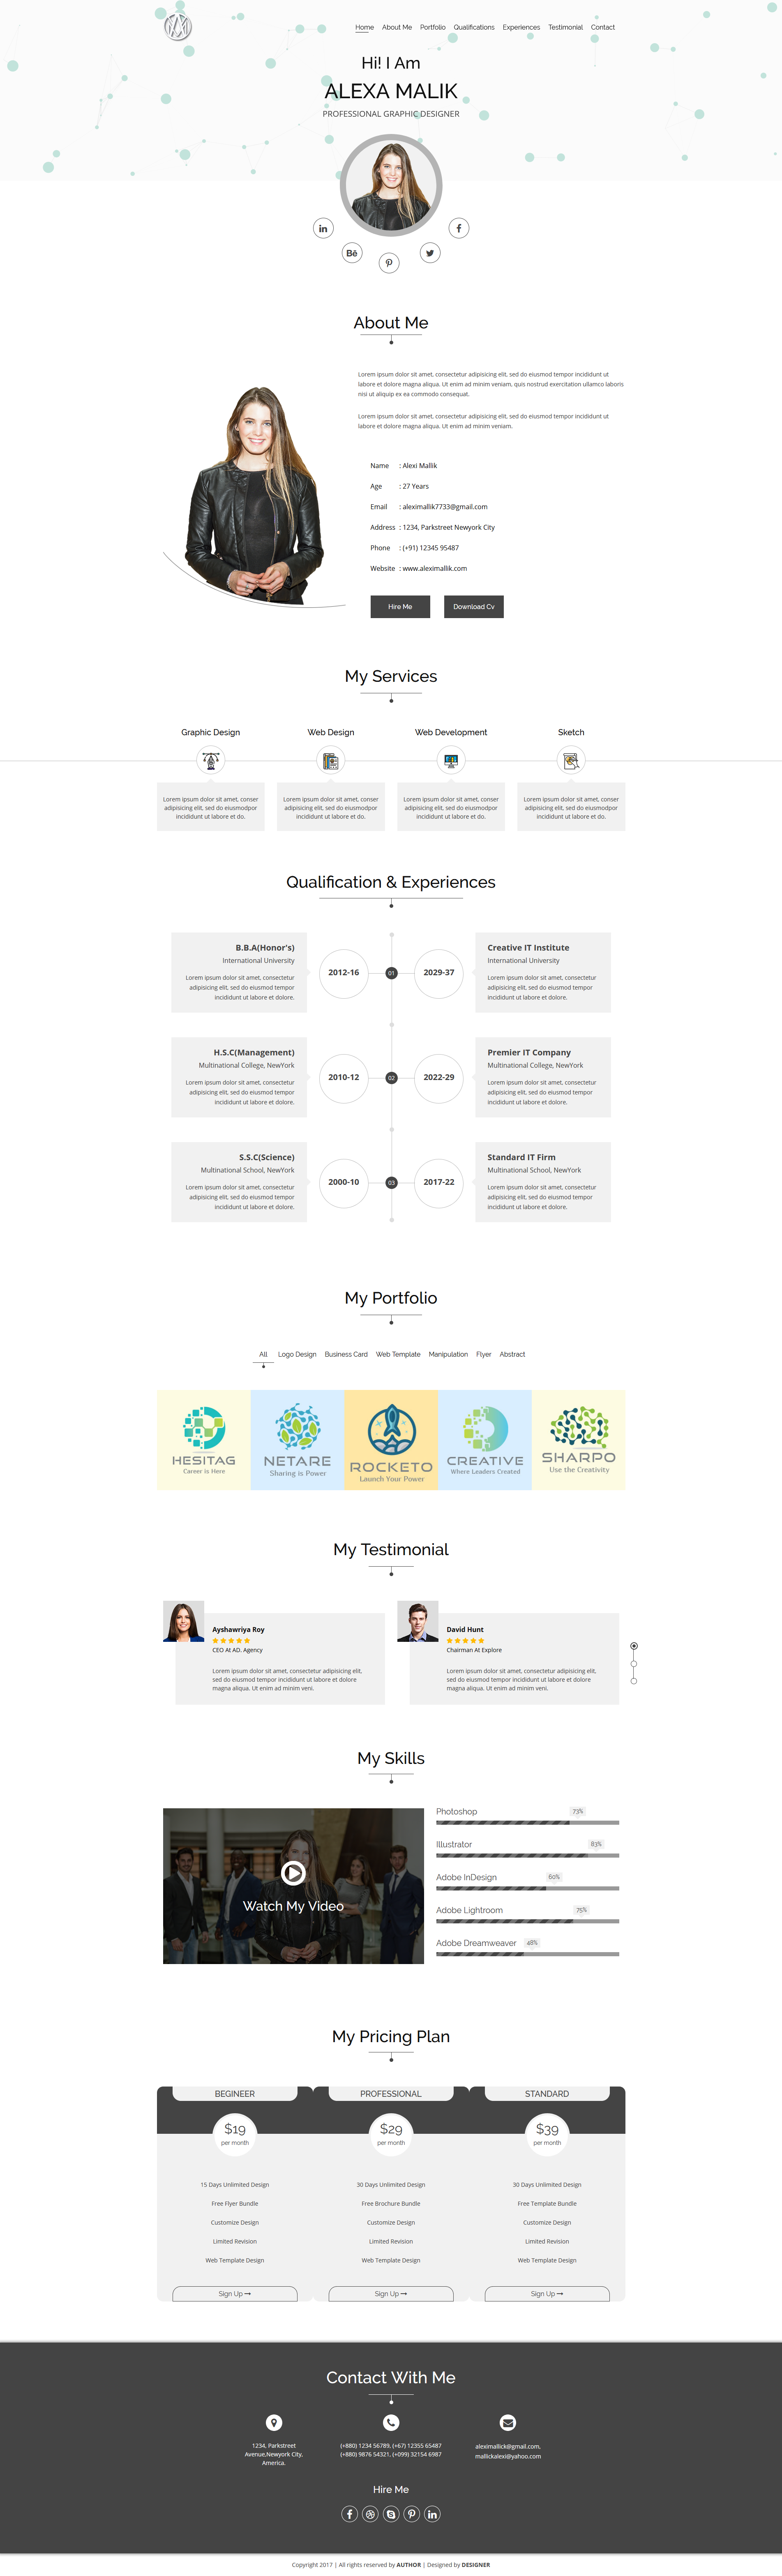 Home About Me Portfolio Qualifications Experiences Testimonial Contact
Hi! I Am
ALEXA MALIK
PROFESSIONAL GRAPHIC DESIGNER
in
f
Bē
About Me
Lorem ipsum dolor sit amet, consectetur adipisicing elit, sed do eiusmod tempor incididunt ut
labore et dolore magna aliqua. Ut enim ad minim veniam, quis nostrud exercitation ullamco laboris
nisi ut aliquip ex ea commodo consequat.
Lorem ipsum dolor sit amet, consectetur adipisicing elit, sed do eiusmod tempor incididunt ut
labore et dolore magna aliqua. Ut enim ad minim veniam.
Name : Alexi Mallik
Age : 27 Years
Email : aleximallik7733@gmail.com
Address : 1234, Parkstreet Newyork City
Phone : (+91) 12345 95487
Website : www.aleximallik.com
Hire Me Download Cv
My Services
Graphic Design Web Design Web Development Sketch
Lorem ipsum dolor sit amet, conser
adipisicing elit, sed do eiusmodpor
incididunt ut labore et do.
Lorem ipsum dolor sit amet, conser
adipisicing elit, sed do eiusmodpor
incididunt ut labore et do.
Lorem ipsum dolor sit amet, conser
adipisicing elit, sed do eiusmodpor
incididunt ut labore et do.
Lorem ipsum dolor sit amet, conser
adipisicing elit, sed do eiusmodpor
incididunt ut labore et do.
Qualification & Experiences
B.B.A(Honor's)
International University
Lorem ipsum dolor sit amet, consectetur
adipisicing elit, sed do eiusmod tempor
incididunt ut labore et dolore.
2012-16 01 2029-37
Creative IT Institute
International University
Lorem ipsum dolor sit amet, consectetur
adipisicing elit, sed do eiusmod tempor
incididunt ut labore et dolore.
H.S.C(Management)
Multinational College, NewYork
Lorem ipsum dolor sit amet, consectetur
adipisicing elit, sed do eiusmod tempor
incididunt ut labore et dolore.
2010-12 02 2022-29
Premier IT Company
Multinational College, NewYork
Lorem ipsum dolor sit amet, consectetur
adipisicing elit, sed do eiusmod tempor
incididunt ut labore et dolore.
S.S.C(Science)
Multinational School, NewYork
Lorem ipsum dolor sit amet, consectetur
adipisicing elit, sed do eiusmod tempor
incididunt ut labore et dolore.
2000-10 03 2017-22
Standard IT Firm
Multinational School, NewYork
Lorem ipsum dolor sit amet, consectetur
adipisicing elit, sed do eiusmod tempor
incididunt ut labore et dolore.
My Portfolio
All Logo Design Business Card Web Template Manipulation Flyer Abstract
HESITAG
Career is Here
NETARE
Sharing is Power
ROCKETO
Launch Your Power
CREATIVE
Where Leaders Created
SHARPO
Use the Creativity
My Testimonial
Ayshawriya Roy
CEO At AD. Agency
Lorem ipsum dolor sit amet, consectetur adipisicing elit,
sed do eiusmod tempor incididunt ut labore et dolore
magna aliqua. Ut enim ad minim veni.
David Hunt
Chairman At Explore
Lorem ipsum dolor sit amet, consectetur adipisicing elit,
sed do eiusmod tempor incididunt ut labore et dolore
magna aliqua. Ut enim ad minim veni.
My Skills
Watch My Video
Photoshop 73%
Illustrator 83%
Adobe InDesign 60%
Adobe Lightroom 75%
Adobe Dreamweaver 48%
My Pricing Plan
BEGINEER
$19
per month
15 Days Unlimited Design
Free Flyer Bundle
Customize Design
Limited Revision
Web Template Design
Sign Up
PROFESSIONAL
$29
per month
30 Days Unlimited Design
Free Brochure Bundle
Customize Design
Limited Revision
Web Template Design
Sign Up
STANDARD
$39
per month
30 Days Unlimited Design
Free Template Bundle
Customize Design
Limited Revision
Web Template Design
Sign Up
Contact With Me
1234, Parkstreet
Avenue,Newyork City,
America.
(+880) 1234 56789, (+67) 12355 65487
(+880) 9876 54321, (+099) 32154 6987
aleximallick@gmail.com,
mallickalexi@yahoo.com
Hire Me
Copyright 2017 | All rights reserved by AUTHOR | Designed by DESIGNER